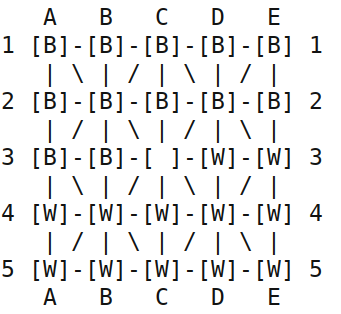 A   B   C   D   E
1 [B]-[B]-[B]-[B]-[B] 1
| \ | / | \ | / |
2 [B]-[B]-[B]-[B]-[B] 2
| / | \ | / | \ |
3 [B]-[B]-[ ]-[W]-[W] 3
| \ | / | \ | / |
4 [W]-[W]-[W]-[W]-[W] 4
| / | \ | / | \ |
5 [W]-[W]-[W]-[W]-[W] 5
A   B   C   D   E